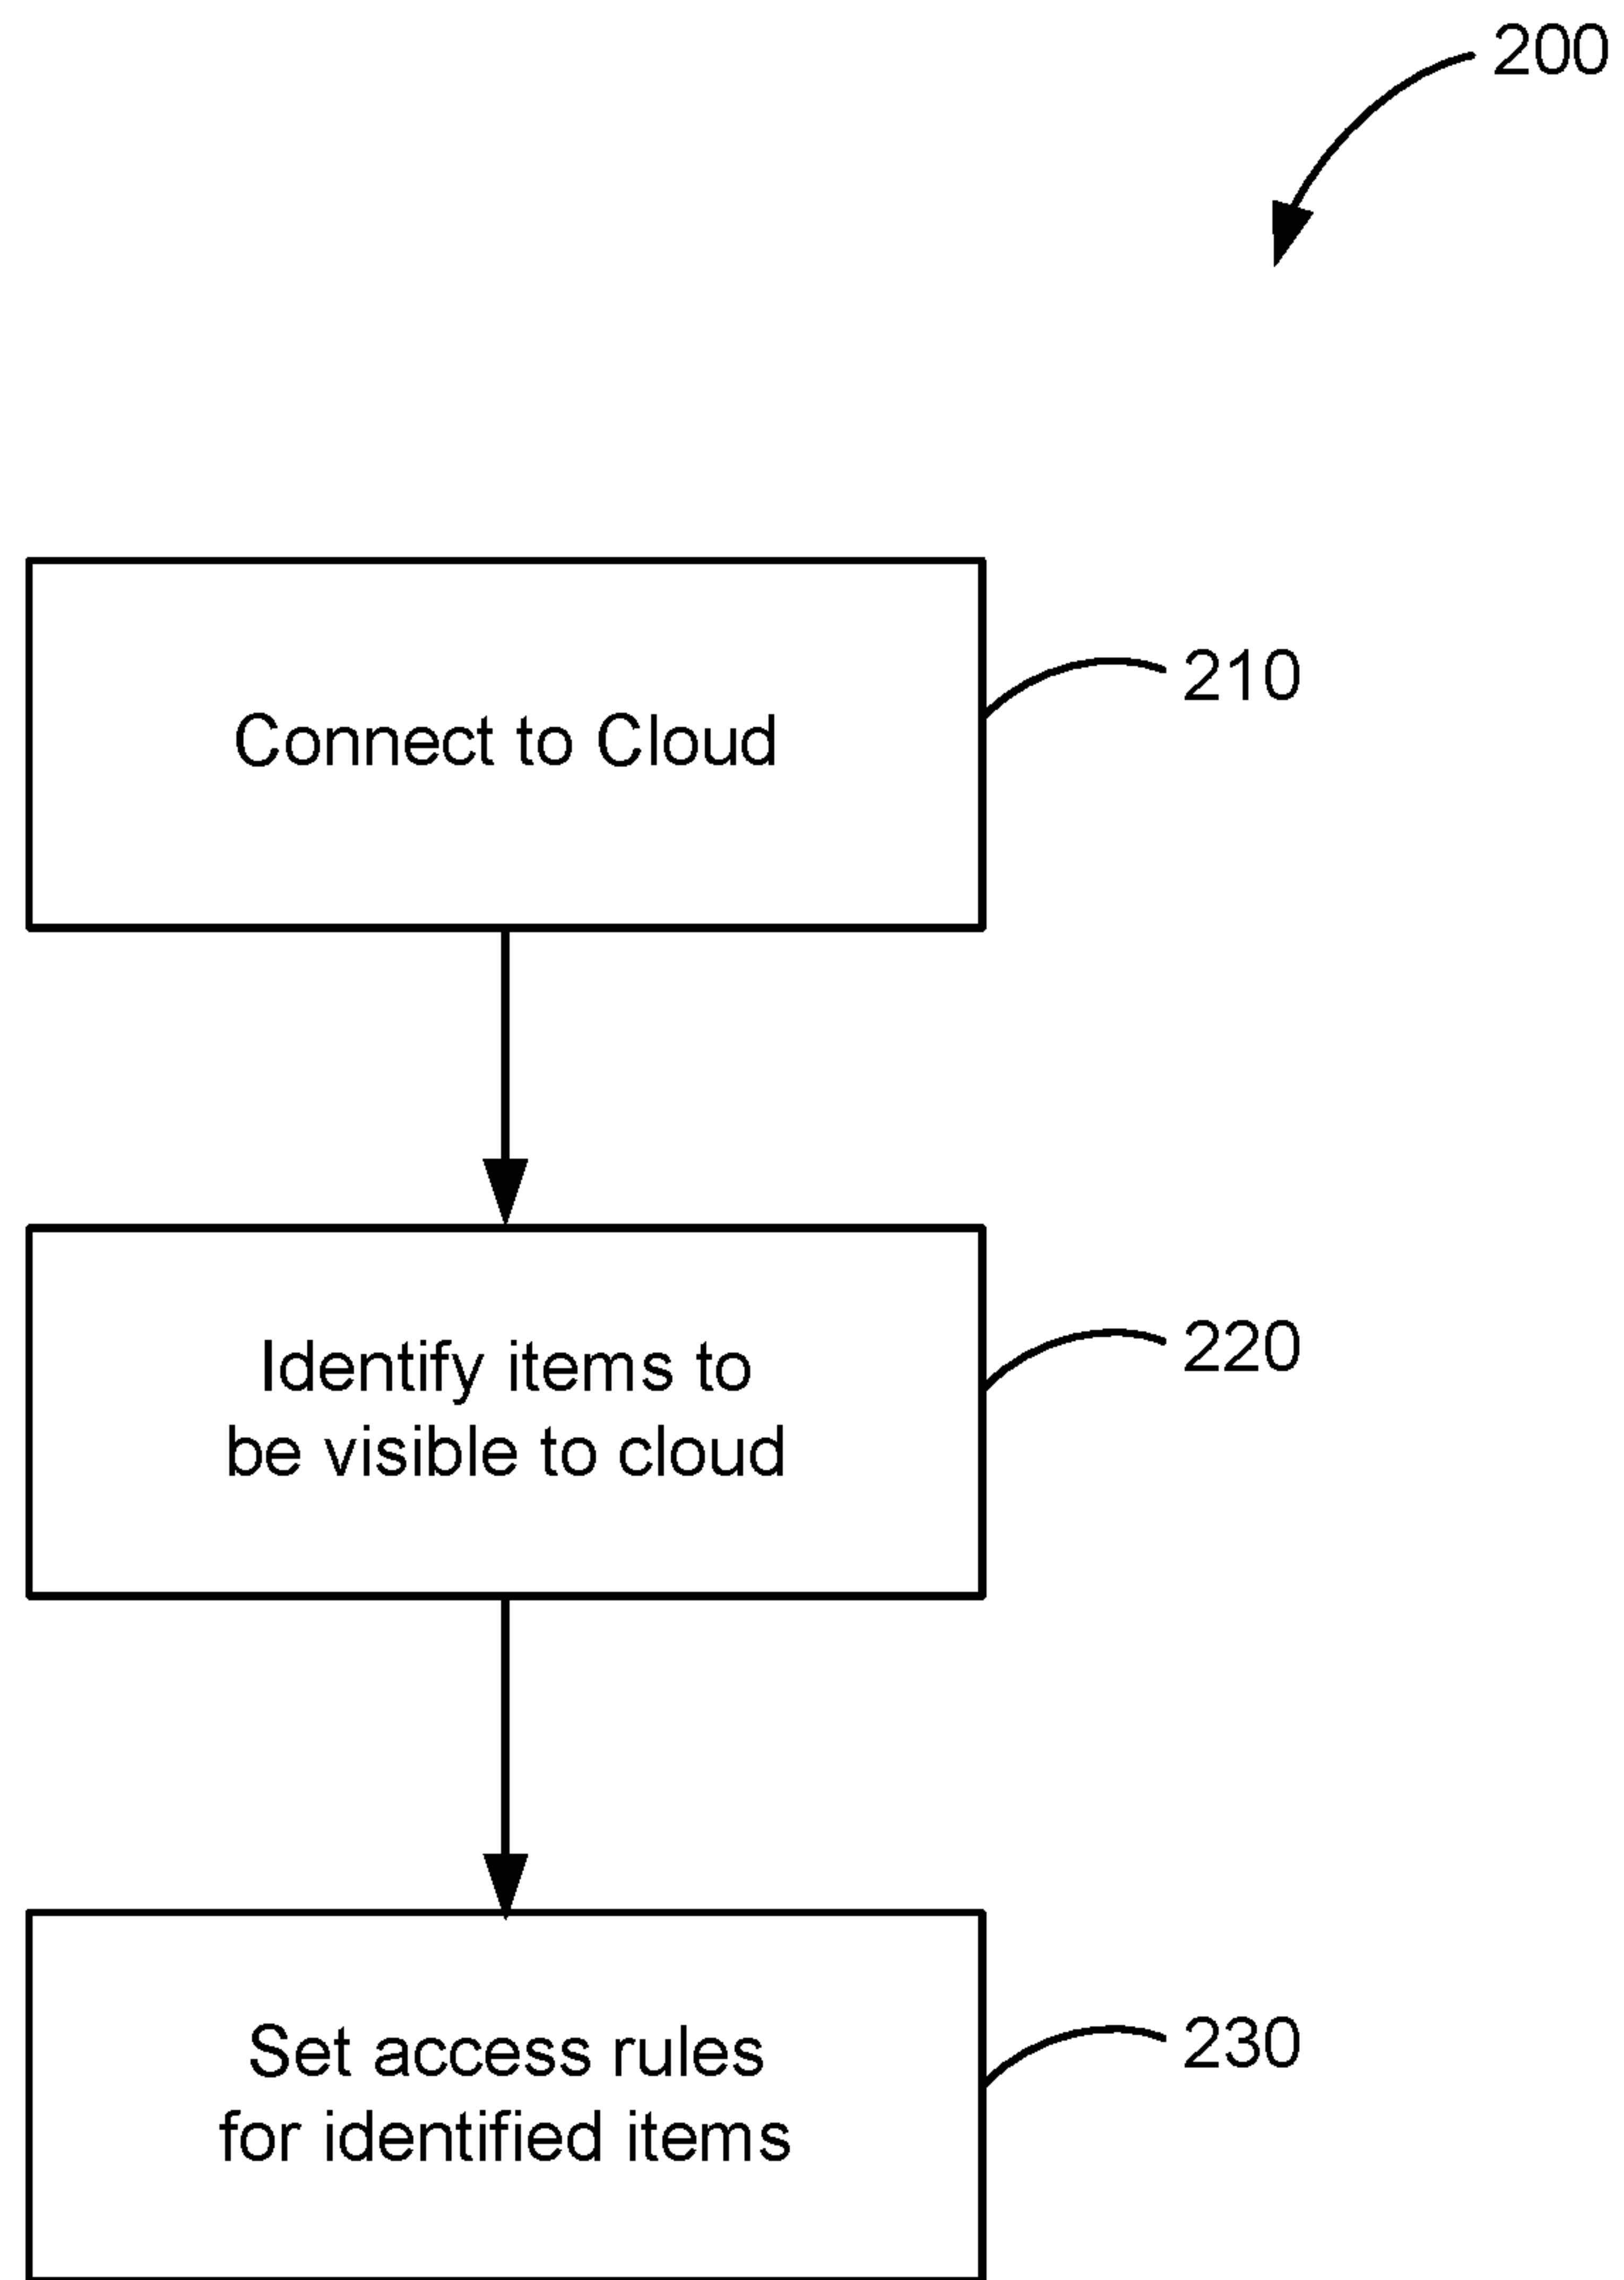 200
Connect to Cloud
210
Identify items to
be visible to cloud
220
Set access rules
for identified items
230